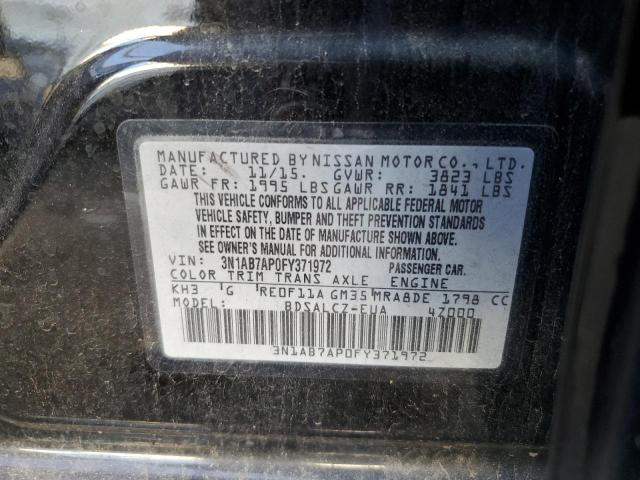 MANUFACTURED BY NISSAN MOTOR CO., LTD.
DATE: 11/15. GVWR: 3823 LBS
GAWR FR: 1995 LBS GAWR RR: 1841 LBS
THIS VEHICLE CONFORMS TO ALL APPLICABLE FEDERAL MOTOR
VEHICLE SAFETY, BUMPER AND THEFT PREVENTION STANDARDS
IN EFFECT ON THE DATE OF MANUFACTURE SHOWN ABOVE.
SEE OWNER'S MANUAL FOR ADDITIONAL INFORMATION.
VIN: 3N1AB7AP0FY371972 PASSENGER CAR.
COLOR TRIM TRANS AXLE ENGINE
KH3 G RE0F11A GM35 MRA8DE 1798 CC
MODEL: BDSALCZ-EUA 4Z000
3N1AB7AP0FY371972